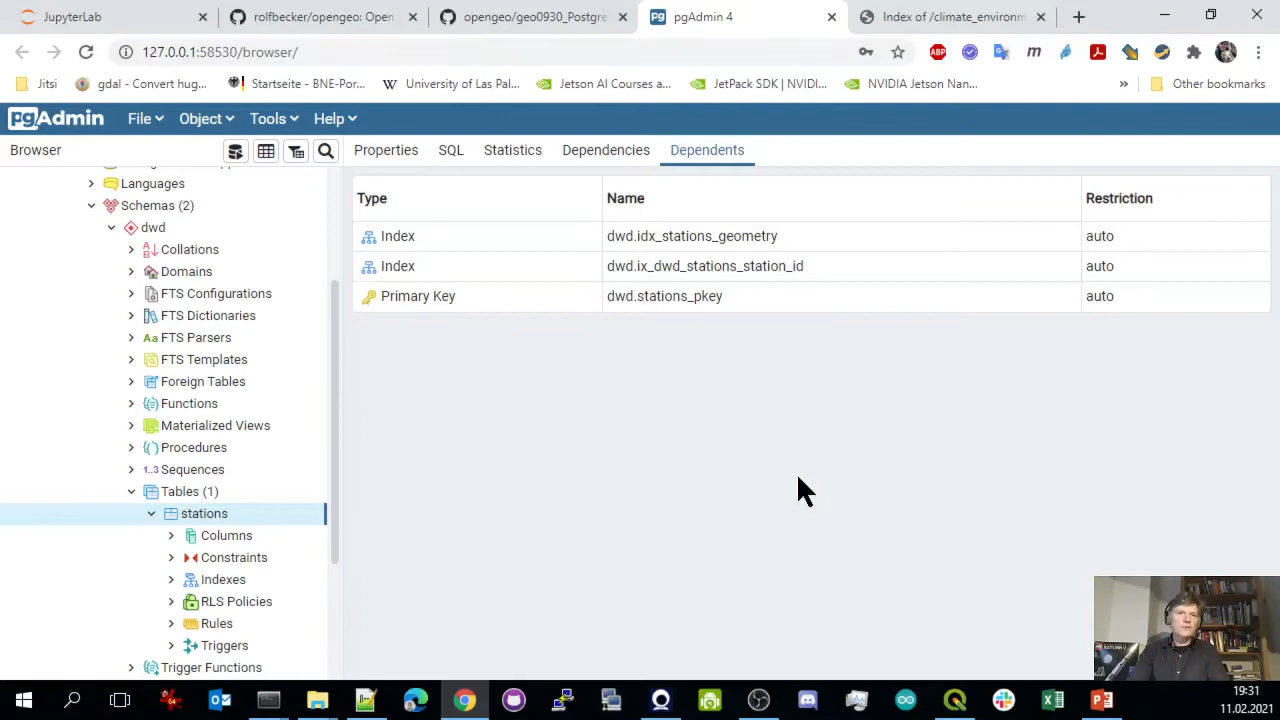 JupyterLab
rolfbecker/opengeo: Open
opengeo/geo0930_Postgre
pgAdmin 4
Index of /climate_environm
127.0.0.1:58530/browser/
Jitsi
gdal - Convert hug...
Startseite - BNE-Por...
University of Las Pal...
Jetson AI Courses a...
JetPack SDK | NVIDI...
NVIDIA Jetson Nan...
Other bookmarks
pgAdmin
File
Object
Tools
Help
Browser
Properties
SQL
Statistics
Dependencies
Dependents
Languages
Schemas (2)
dwd
Collations
Domains
FTS Configurations
FTS Dictionaries
FTS Parsers
FTS Templates
Foreign Tables
Functions
Materialized Views
Procedures
Sequences
Tables (1)
stations
Columns
Constraints
Indexes
RLS Policies
Rules
Triggers
Trigger Functions
Type Name Restriction
Index dwd.idx_stations_geometry auto
Index dwd.ix_dwd_stations_station_id auto
Primary Key dwd.stations_pkey auto
19:31
11.02.2021